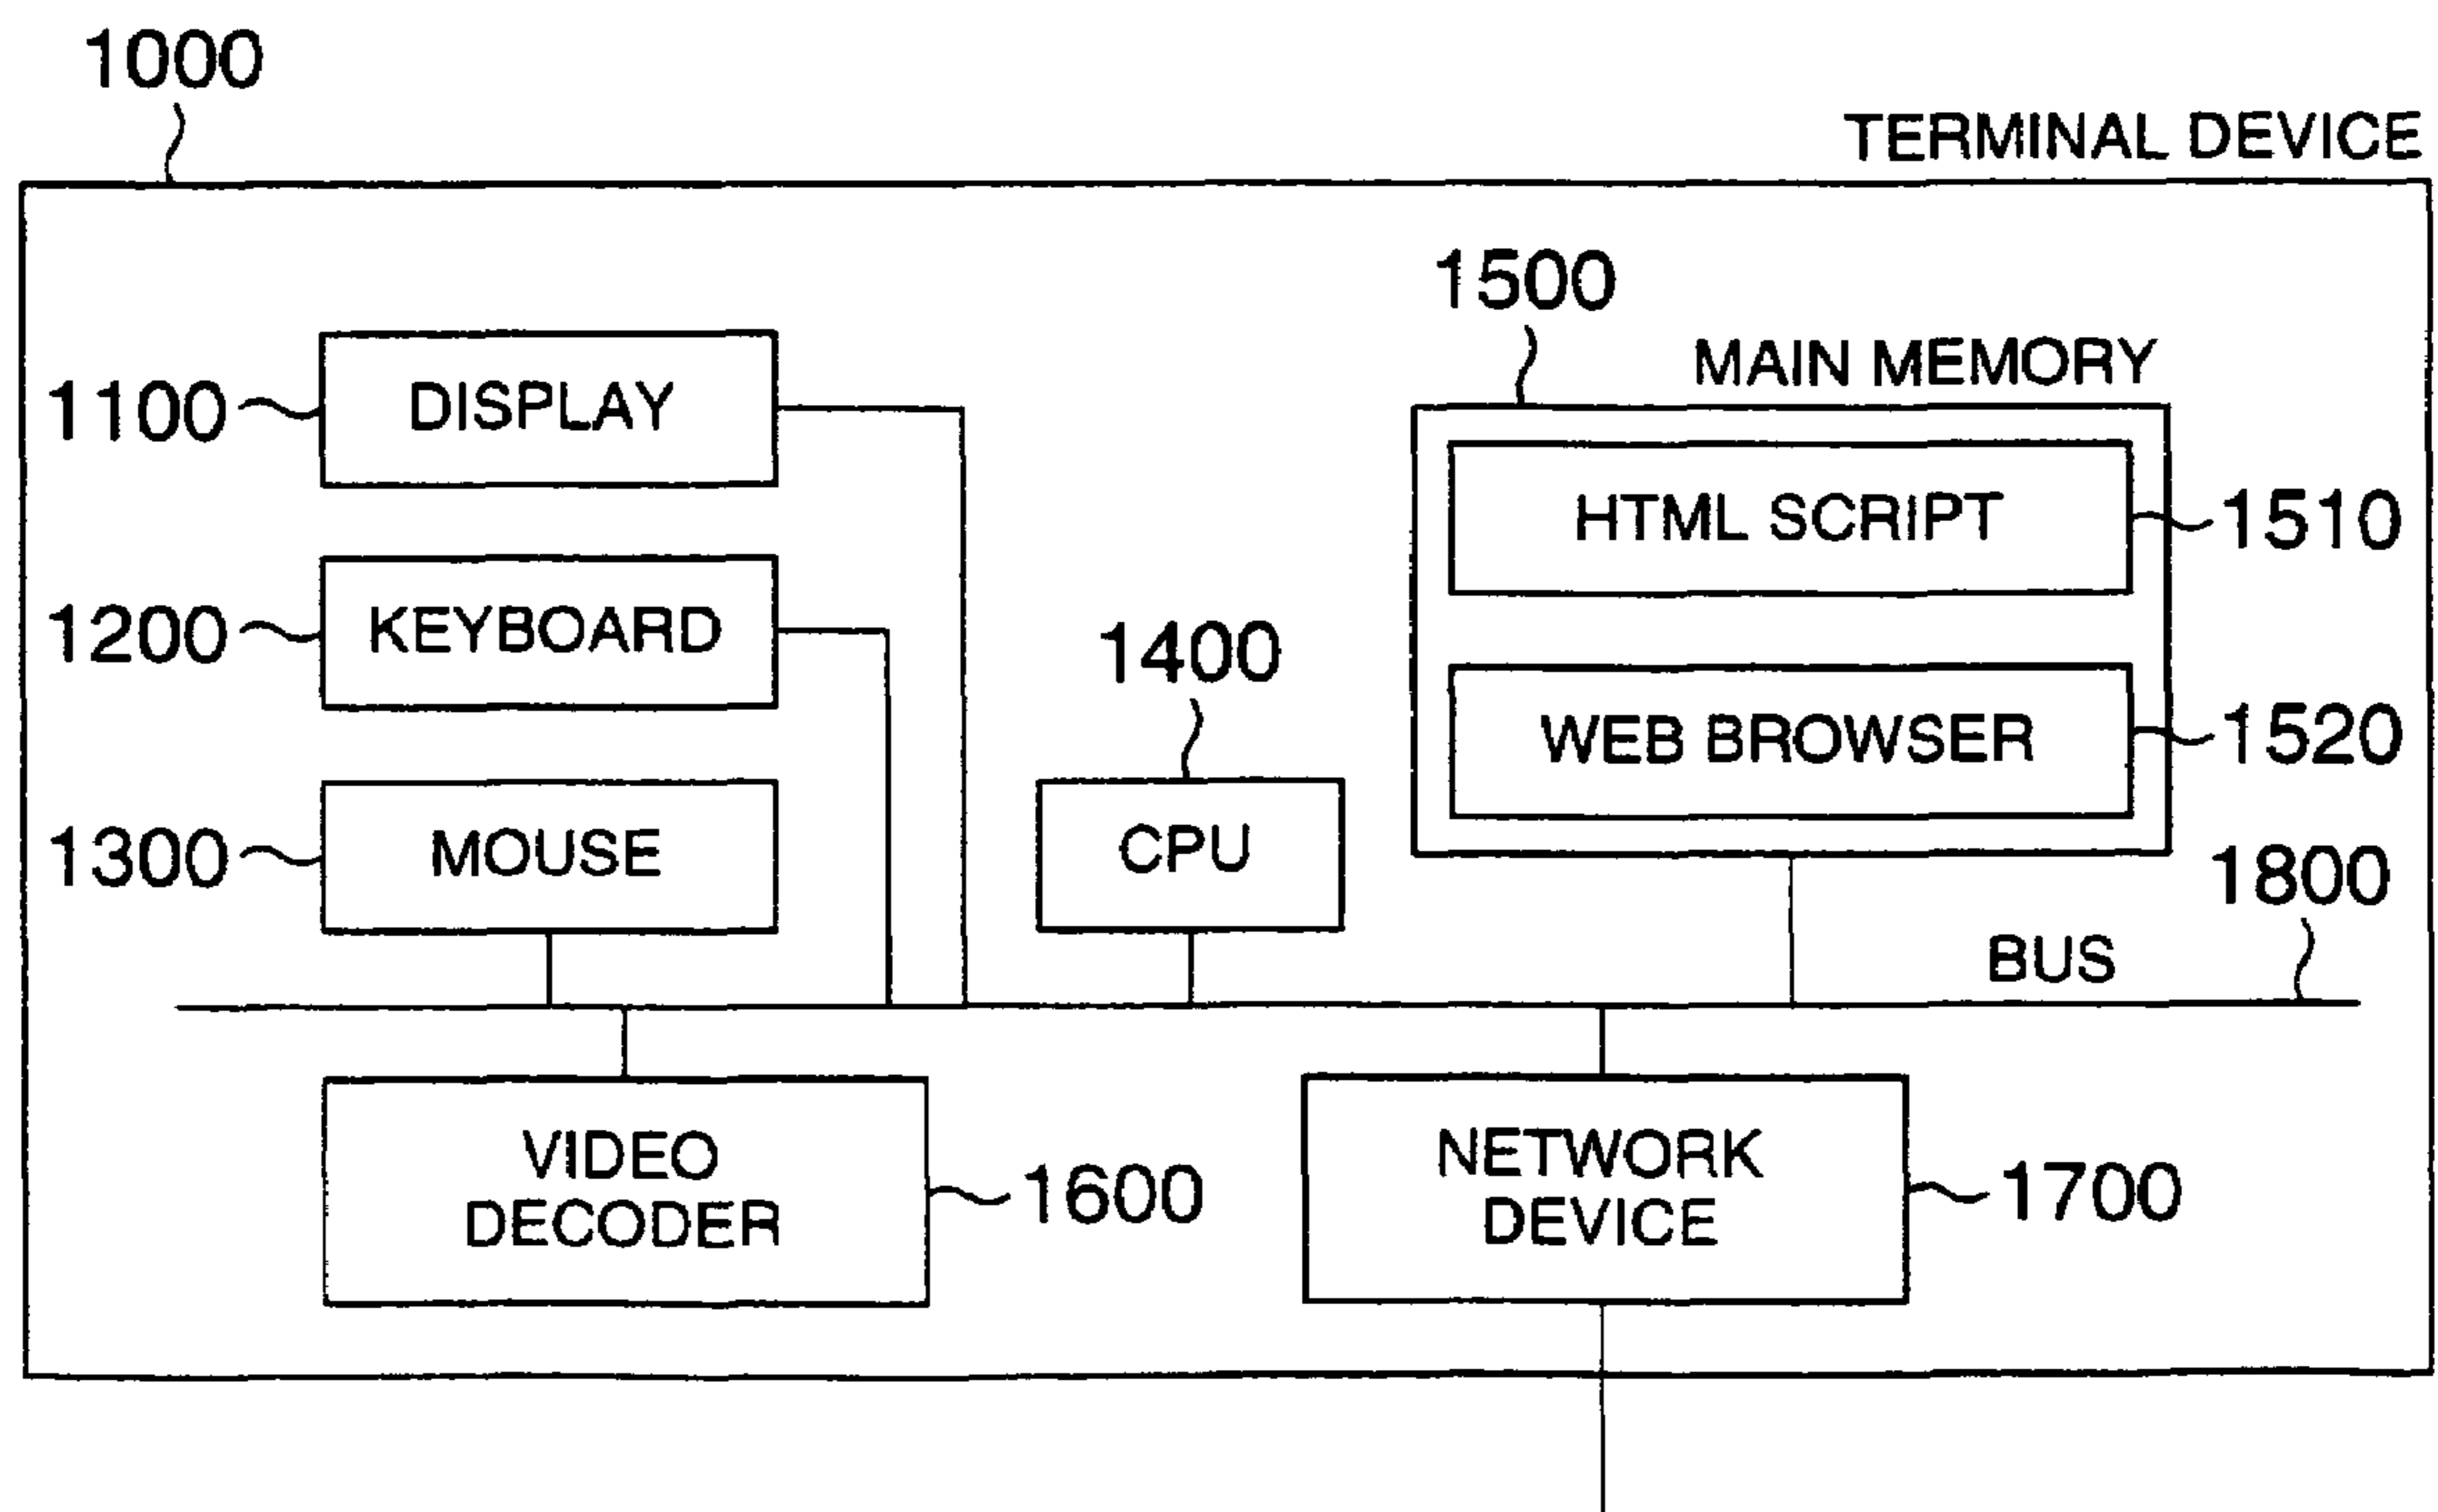 1000
TERMINAL DEVICE
1500
MAIN MEMORY
1100
DISPLAY
HTML SCRIPT
1510
1200
KEYBOARD
1400
WEB BROWSER
1520
1300
MOUSE
CPU
1800
BUS
VIDEO
DECODER
1600
NETWORK
DEVICE
1700